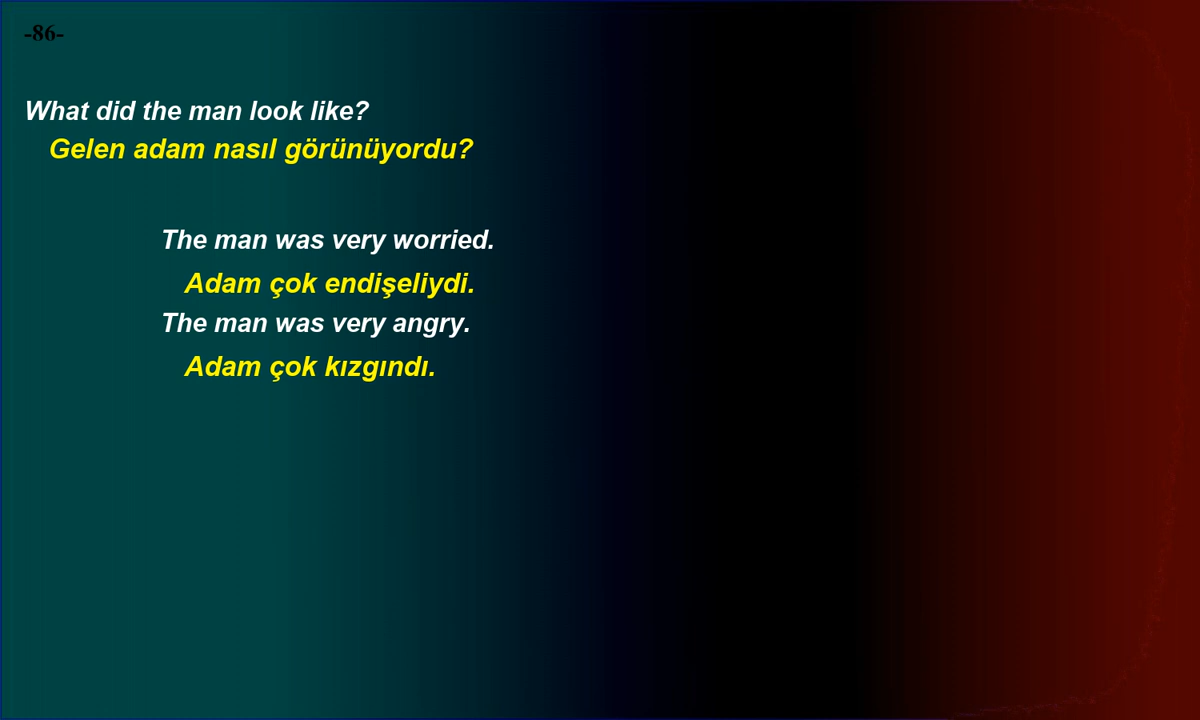 -86-
What did the man look like?
Gelen adam nasıl görünüyordu?
The man was very worried.
Adam çok endişeliydi.
The man was very angry.
Adam çok kızgındı.